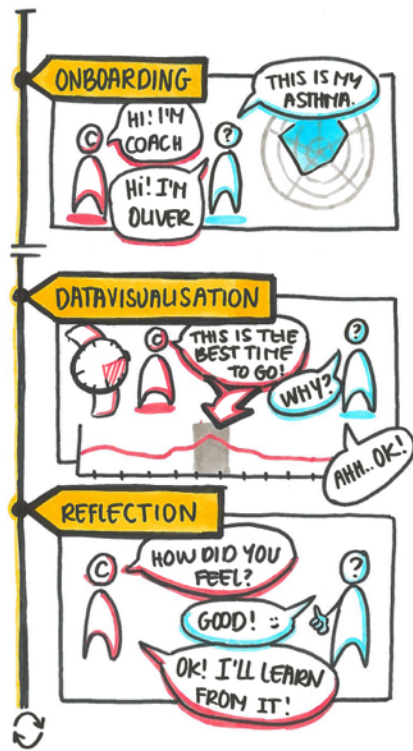 ONBOARDING
THIS IS MY
ASTHMA.
HI! I'M
COACH
C
?
Hi! I'M
OLIVER
DATAVISUALISATION
C
THIS IS THE
BEST TIME
TO GO!
?
WHY?
AHH.. OK!
REFLECTION
C
HOW DID YOU
FEEL?
?
GOOD! :)
OK! I'LL LEARN
FROM IT!